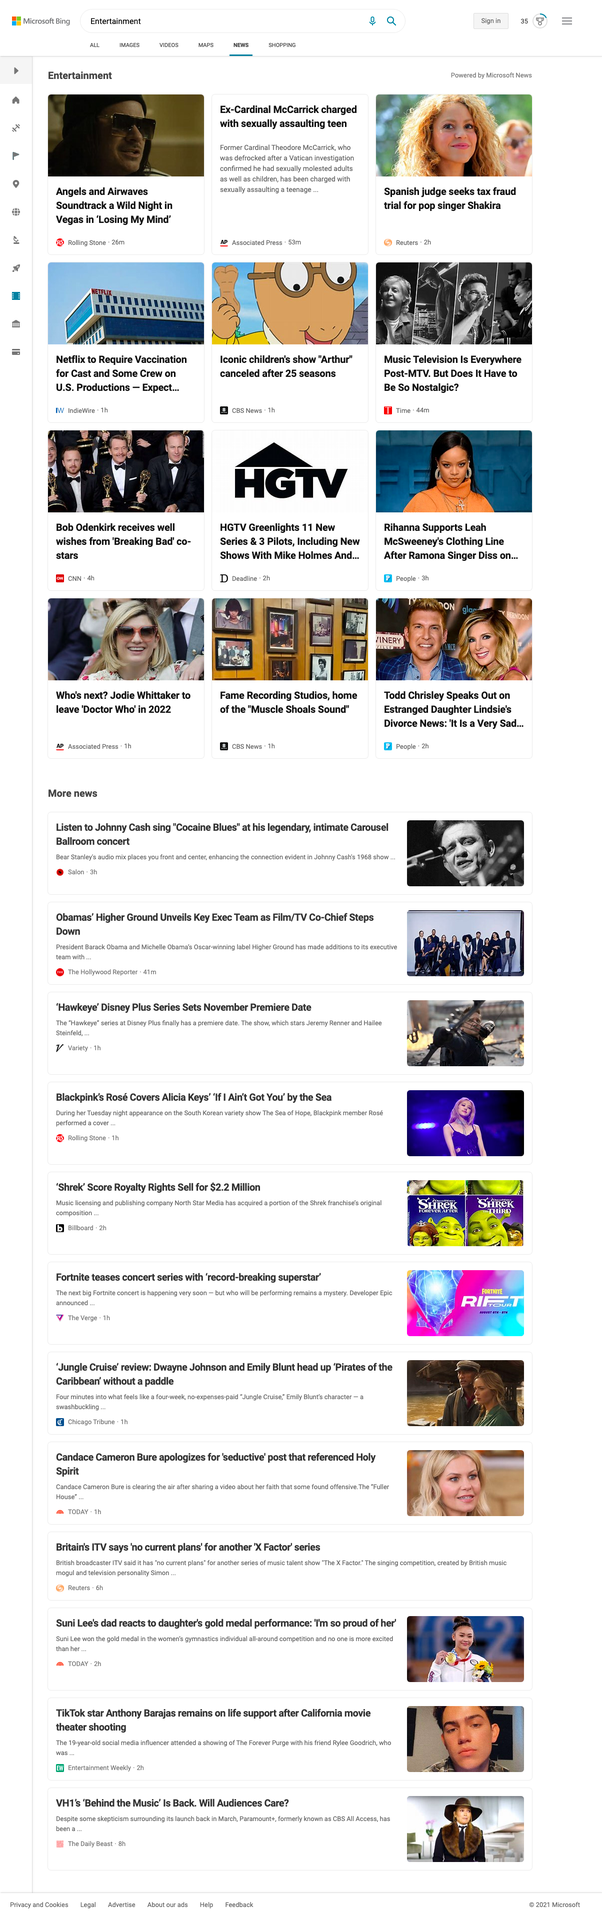 Microsoft Bing
Entertainment
Sign in
35
ALL
IMAGES
VIDEOS
MAPS
NEWS
SHOPPING
Entertainment
Powered by Microsoft News
Angels and Airwaves
Soundtrack a Wild Night in
Vegas in 'Losing My Mind'
Rolling Stone · 26m
Ex-Cardinal McCarrick charged
with sexually assaulting teen
Former Cardinal Theodore McCarrick, who
was defrocked after a Vatican investigation
confirmed he had sexually molested adults
as well as children, has been charged with
sexually assaulting a teenage ...
AP Associated Press · 53m
Spanish judge seeks tax fraud
trial for pop singer Shakira
Reuters · 2h
NETFLIX
Netflix to Require Vaccination
for Cast and Some Crew on
U.S. Productions — Expect...
IW IndieWire · 1h
Iconic children's show "Arthur"
canceled after 25 seasons
CBS News · 1h
Music Television Is Everywhere
Post-MTV. But Does It Have to
Be So Nostalgic?
T Time · 44m
Bob Odenkirk receives well
wishes from 'Breaking Bad' co-
stars
CNN · 4h
HGTV
HGTV Greenlights 11 New
Series & 3 Pilots, Including New
Shows With Mike Holmes And...
D Deadline · 2h
FENTY
Rihanna Supports Leah
McSweeney's Clothing Line
After Ramona Singer Diss on...
People · 3h
Who's next? Jodie Whittaker to
leave 'Doctor Who' in 2022
AP Associated Press · 1h
Fame Recording Studios, home
of the "Muscle Shoals Sound"
CBS News · 1h
WINERY
Todd Chrisley Speaks Out on
Estranged Daughter Lindsie's
Divorce News: 'It Is a Very Sad...
People · 2h
More news
Listen to Johnny Cash sing "Cocaine Blues" at his legendary, intimate Carousel
Ballroom concert
Bear Stanley's audio mix places you front and center, enhancing the connection evident in Johnny Cash's 1968 show ...
Salon · 3h
Obamas' Higher Ground Unveils Key Exec Team as Film/TV Co-Chief Steps
Down
President Barack Obama and Michelle Obama's Oscar-winning label Higher Ground has made additions to its executive
team with ...
The Hollywood Reporter · 41m
'Hawkeye' Disney Plus Series Sets November Premiere Date
The "Hawkeye" series at Disney Plus finally has a premiere date. The show, which stars Jeremy Renner and Hailee
Steinfeld, ...
V Variety · 1h
Blackpink's Rosé Covers Alicia Keys' 'If I Ain't Got You' by the Sea
During her Tuesday night appearance on the South Korean variety show The Sea of Hope, Blackpink member Rosé
performed a cover ...
Rolling Stone · 1h
'Shrek' Score Royalty Rights Sell for $2.2 Million
Music licensing and publishing company North Star Media has acquired a portion of the Shrek franchise's original
composition ...
b Billboard · 2h
SHREK
FOREVER AFTER
SHREK
THE THIRD
Fortnite teases concert series with 'record-breaking superstar'
The next big Fortnite concert is happening very soon — but who will be performing remains a mystery. Developer Epic
announced ...
The Verge · 1h
FORTNITE
RIFT
TOUR
'Jungle Cruise' review: Dwayne Johnson and Emily Blunt head up 'Pirates of the
Caribbean' without a paddle
Four minutes into what feels like a four-week, no-expenses-paid "Jungle Cruise," Emily Blunt's character — a
swashbuckling ...
Chicago Tribune · 1h
Candace Cameron Bure apologizes for 'seductive' post that referenced Holy
Spirit
Candace Cameron Bure is clearing the air after sharing a video about her faith that some found offensive.The "Fuller
House" ...
TODAY · 1h
Britain's ITV says 'no current plans' for another 'X Factor' series
British broadcaster ITV said it has "no current plans" for another series of music talent show "The X Factor." The singing competition, created by British music
mogul and television personality Simon ...
Reuters · 6h
Suni Lee's dad reacts to daughter's gold medal performance: 'I'm so proud of her'
Suni Lee won the gold medal in the women's gymnastics individual all-around competition and no one is more excited
than her ...
TODAY · 2h
TikTok star Anthony Barajas remains on life support after California movie
theater shooting
The 19-year-old social media influencer attended a showing of The Forever Purge with his friend Rylee Goodrich, who
was ...
EW Entertainment Weekly · 2h
VH1's 'Behind the Music' Is Back. Will Audiences Care?
Despite some skepticism surrounding its launch back in March, Paramount+, formerly known as CBS All Access, has
been a ...
The Daily Beast · 8h
Privacy and Cookies
Legal
Advertise
About our ads
Help
Feedback
© 2021 Microsoft